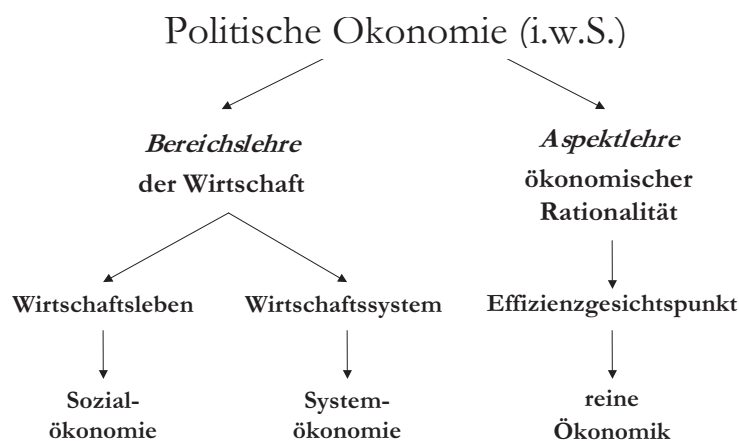 Politische Okonomie (i.w.S.)
Bereichslehre
der Wirtschaft
Aspektlehre
ökonomischer
Rationalität
Wirtschaftsleben
Wirtschaftssystem
Effizienzgesichtspunkt
Sozial-
ökonomie
System-
ökonomie
reine
Ökonomik